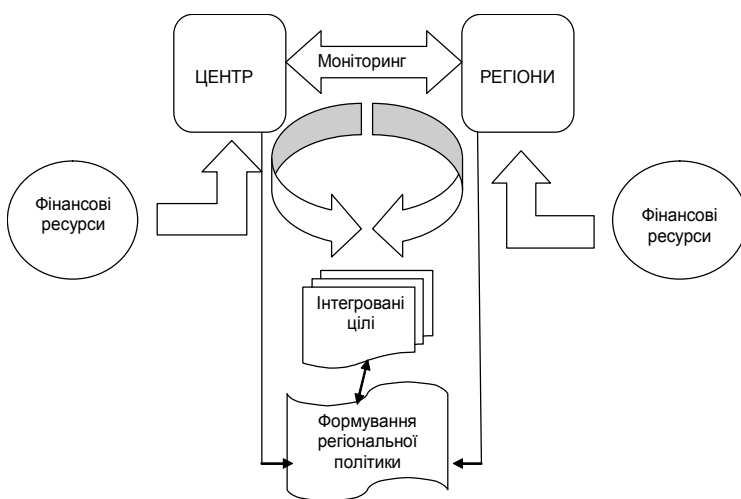 ЦЕНТР
Моніторинг
РЕГІОНИ
Фінансові
ресурси
Фінансові
ресурси
Інтегровані
цілі
Формування
регіональної
політики